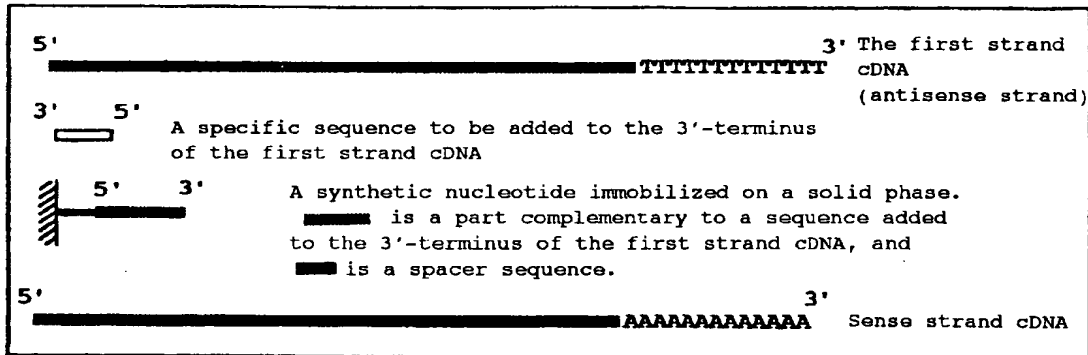 5' 3' The first strand
TTTTTTTTTTTTT cDNA
(antisense strand)
3' 5' A specific sequence to be added to the 3'-terminus
of the first strand cDNA
5' 3' A synthetic nucleotide immobilized on a solid phase.
is a part complementary to a sequence added
to the 3'-terminus of the first strand cDNA, and
is a spacer sequence.
5' 3'
AAAAAAAAAAAAA Sense strand cDNA